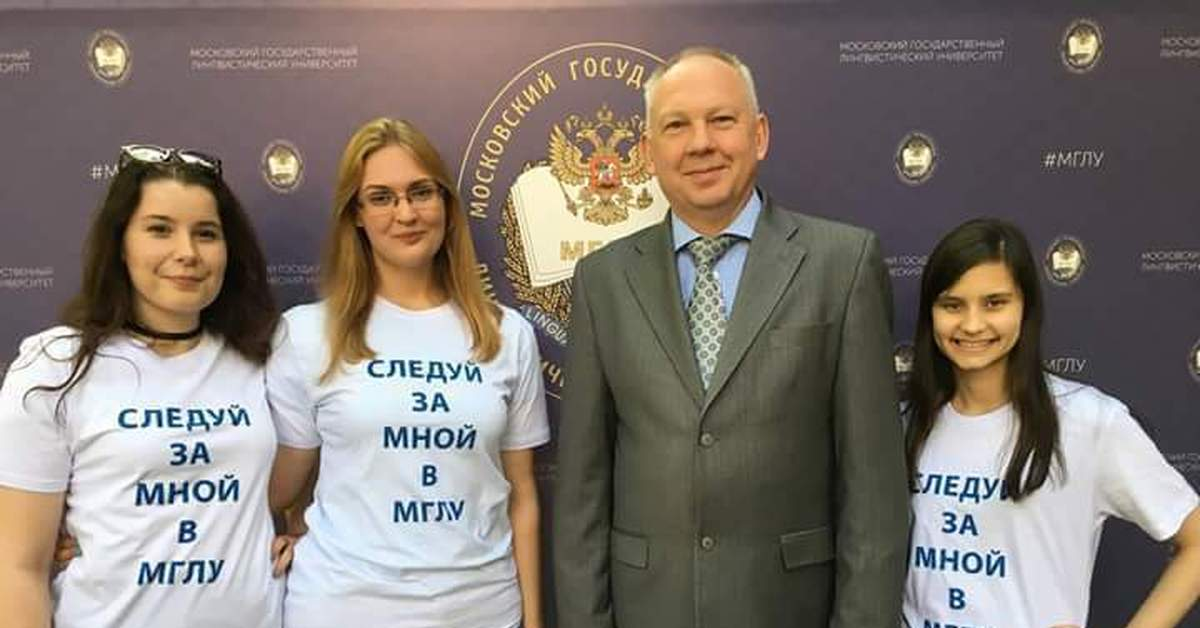 МОСКОВСКИЙ ГОСУДАРСТВЕННЫЙ
ЛИНГВИСТИЧЕСКИЙ УНИВЕРСИТЕТ
МОСКОВСКИЙ ГОСУДАРСТВЕННЫЙ
ЛИНГВИСТИЧЕСКИЙ УНИВЕРСИТЕТ
МОСКОВСКИЙ ГОСУД
#МГЛУ
#МГЛУ
СЛЕДУЙ
ЗА
МНОЙ
В
МГЛУ
СЛЕДУЙ
ЗА
МНОЙ
В
МГЛУ
СЛЕДУЙ
ЗА
МНОЙ
В